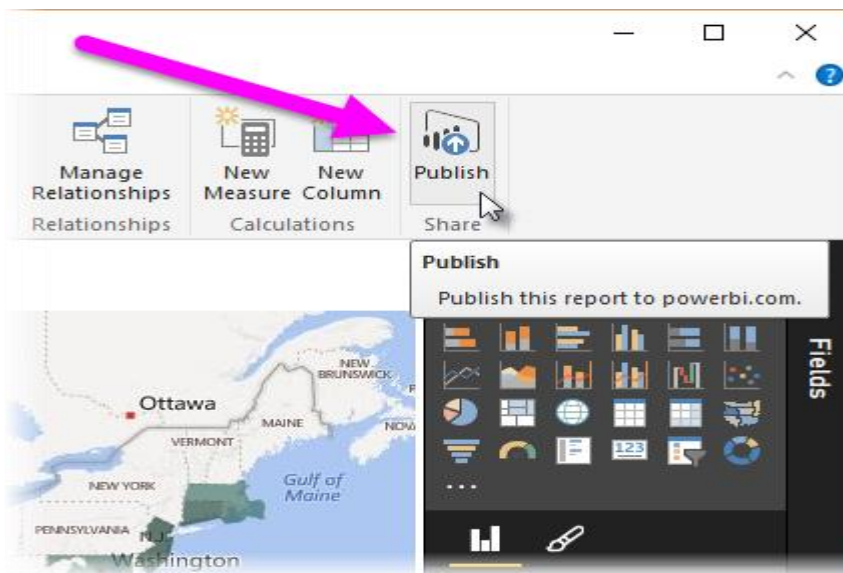 Manage
Relationships
New
Measure
New
Column
Publish
Relationships
Calculations
Share
Publish
Publish this report to powerbi.com.
Fields
NEW
BRUNSWICK
Ottawa
MAINE
VERMONT
NEW YORK
Gulf of
Maine
PENNSYLVANIA
N.J.
Washington
123
...